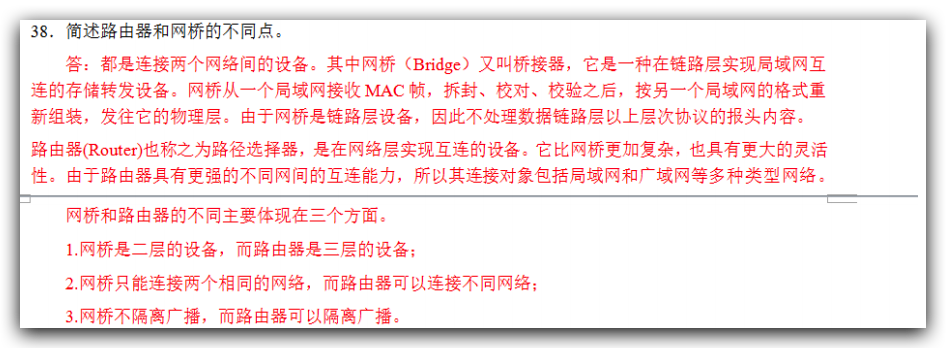 38．简述路由器和网桥的不同点。
答：都是连接两个网络间的设备。其中网桥（Bridge）又叫桥接器，它是一种在链路层实现局域网互
连的存储转发设备。网桥从一个局域网接收 MAC 帧，拆封、校对、校验之后，按另一个局域网的格式重
新组装，发往它的物理层。由于网桥是链路层设备，因此不处理数据链路层以上层次协议的报头内容。
路由器(Router)也称之为路径选择器，是在网络层实现互连的设备。它比网桥更加复杂，也具有更大的灵活
性。由于路由器具有更强的不同网间的互连能力，所以其连接对象包括局域网和广域网等多种类型网络。
网桥和路由器的不同主要体现在三个方面。
1.网桥是二层的设备，而路由器是三层的设备；
2.网桥只能连接两个相同的网络，而路由器可以连接不同网络；
3.网桥不隔离广播，而路由器可以隔离广播。